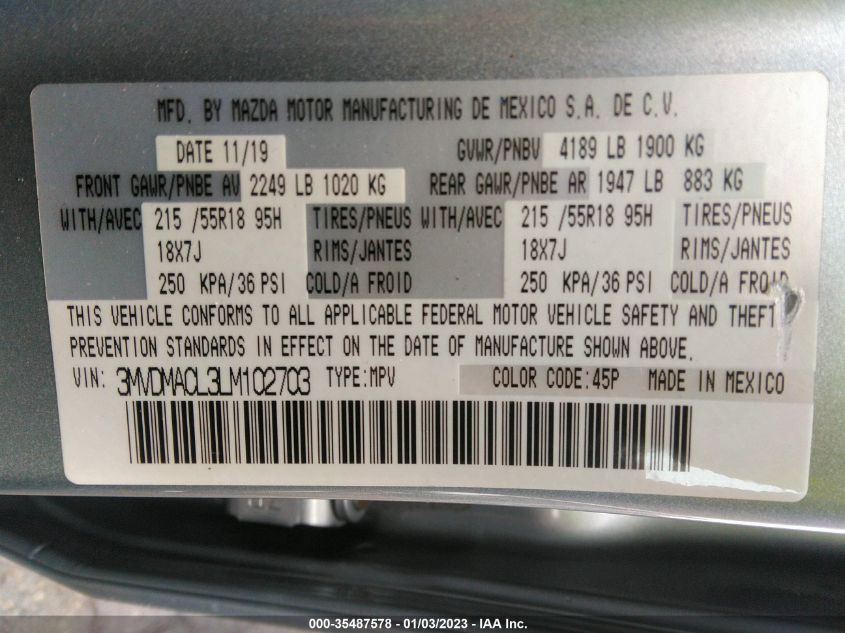 MFD. BY MAZDA MOTOR MANUFACTURING DE MEXICO S.A. DE C.V.
DATE 11/19 GVWR/PNBV 4189 LB 1900 KG
FRONT GAWR/PNBE AV 2249 LB 1020 KG REAR GAWR/PNBE AR 1947 LB 883 KG
WITH/AVEC 215 /55R18 95H TIRES/PNEUS WITH/AVEC 215 /55R18 95H TIRES/PNEUS
18X7J RIMS/JANTES 18X7J RIMS/JANTES
250 KPA/36 PSI COLD/A FROID 250 KPA/36 PSI COLD/A FROID
THIS VEHICLE CONFORMS TO ALL APPLICABLE FEDERAL MOTOR VEHICLE SAFETY AND THEFT
PREVENTION STANDARDS IN EFFECT ON THE DATE OF MANUFACTURE SHOWN ABOVE.
VIN: 3MVDMACL3LM102703 TYPE:MPV COLOR CODE:45P MADE IN MEXICO
000-35487578 - 01/03/2023 - IAA Inc.